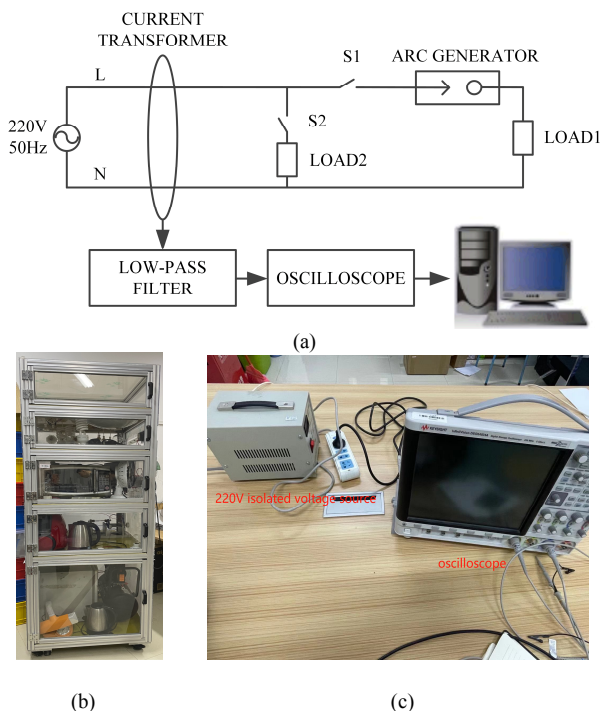 CURRENT
TRANSFORMER
S1
ARC GENERATOR
L
S2
220V
50Hz
LOAD1
LOAD2
N
LOW-PASS
FILTER
OSCILLOSCOPE
(a)
KEYSIGHT
220V isolated voltage source
oscilloscope
(b)
(c)